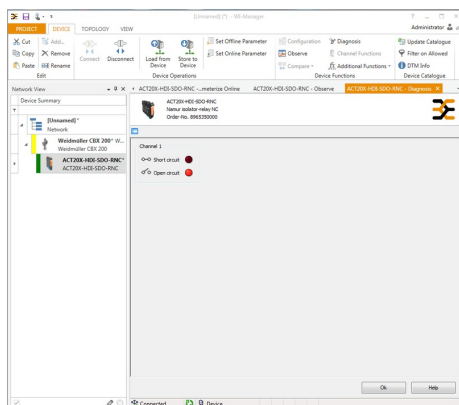 [Unnamed] (*) - WI-Manager
PROJECT DEVICE TOPOLOGY VIEW
Administrator
Cut Add...
Copy Remove
Paste Rename
Edit
Connect Disconnect
Load from Device
Store to Device
Set Offline Parameter
Set Online Parameter
Device Operations
Configuration Diagnosis
Observe Channel Functions
Compare Additional Functions
Device Functions
Update Catalogue
Filter on Allowed
DTM Info
Device Catalogue
Network View
Device Summary
[Unnamed]*
Network
Weidmüller CBX 200* W...
Weidmüller CBX 200
ACT20X-HDI-SDO-RNC*
ACT20X-HDI-SDO-RNC
ACT20X-HDI-SDO-RNC -...meterize Online ACT20X-HDI-SDO-RNC - Observe ACT20X-HDI-SDO-RNC - Diagnosis
ACT20X-HDI-SDO-RNC
Namur isolator-relay NC
Order-No. 8965350000
Channel 1
Short circuit
Open circuit
Ok Help
Connected Device